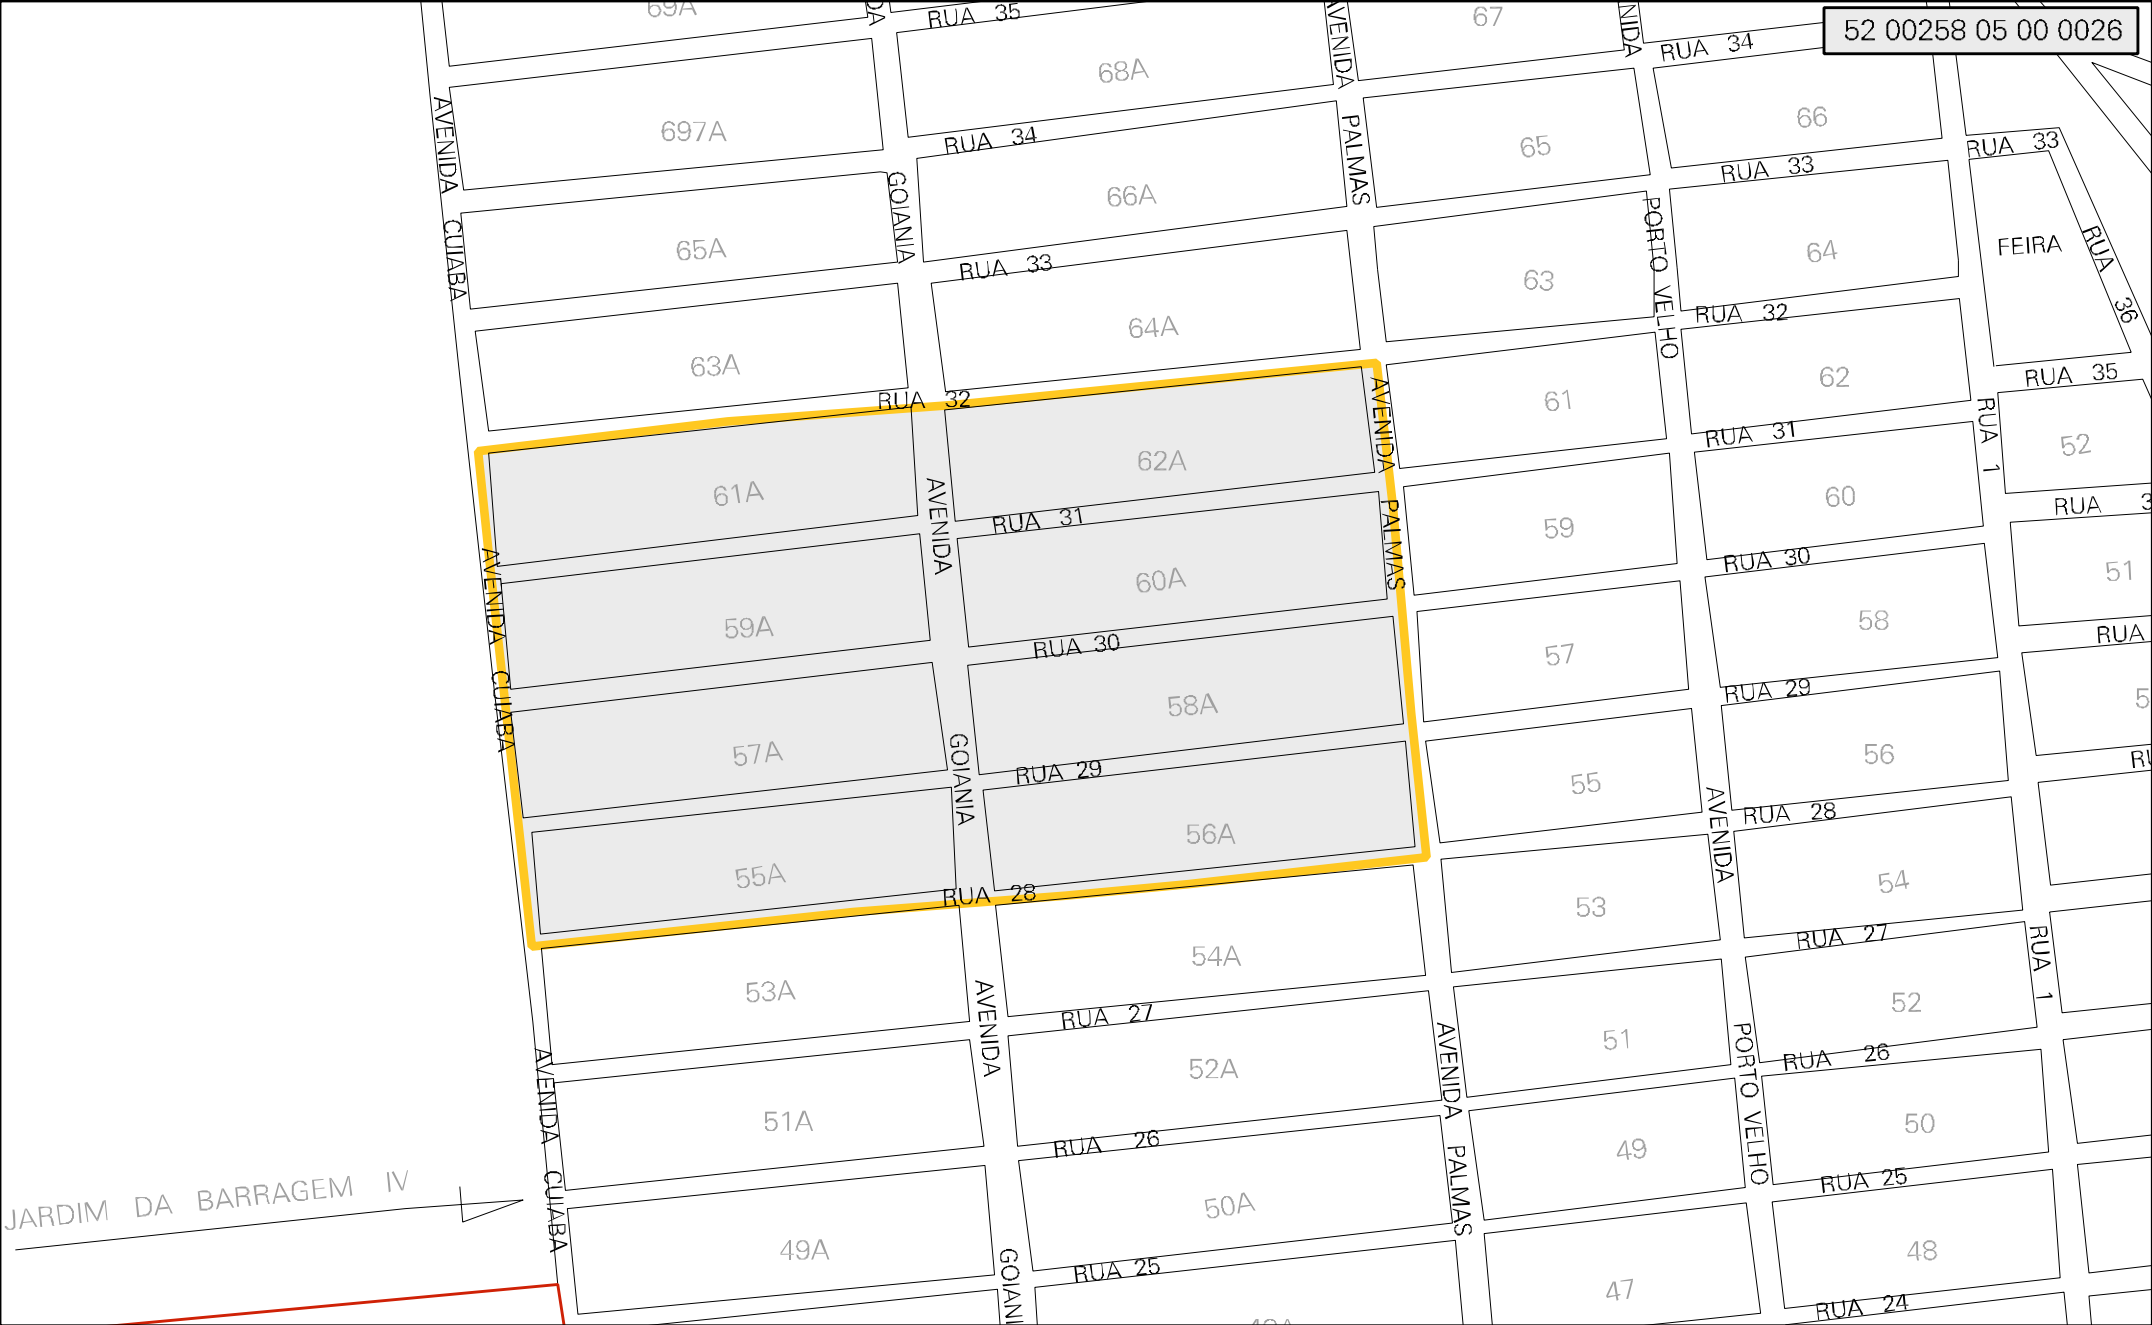 69A
RUA 35
67
RUA 34
52 00258 05 00 0026
68A
AVENIDA
66
697A
RUA 34
65
RUA 33
RUA 33
AVENIDA CUIABA
GOIANIA
66A
PALMAS
65A
PORTO VELHO
64
FEIRA
RUA 36
RUA 33
63
RUA 32
64A
63A
62
RUA 35
RUA 32
61
RUA 31
RUA 1
52
AVENIDA PALMAS
62A
61A
60
RUA 31
59
RUA
AVENIDA
60A
RUA 30
51
AVENIDA CUIABA
59A
RUA 30
57
58
RUA
58A
RUA 29
57A
GOIANIA
RUA 29
55
56
RUA 28
AVENIDA
56A
55A
RUA 28
53
54
54A
RUA 27
RUA 1
53A
AVENIDA
RUA 27
51
52
AVENIDA PALMAS
PORTO VELHO
RUA 26
52A
AVENIDA CUIABA
51A
RUA 26
49
50
RUA 25
JARDIM DA BARRAGEM IV
50A
49A
GOIANI
RUA 25
47
48
RUA 24